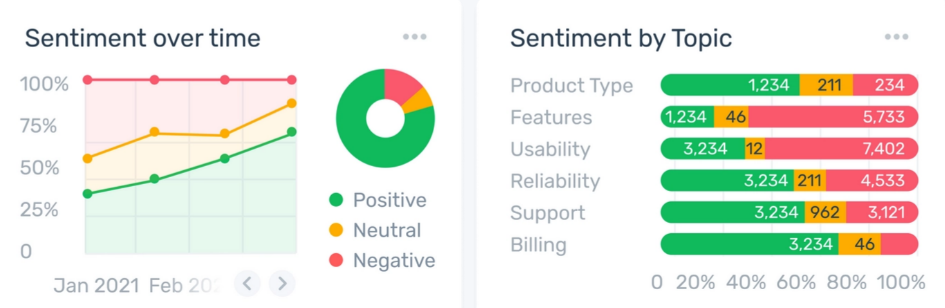 Sentiment over time
100%
75%
50%
25%
0
Jan 2021 Feb
Positive
Neutral
Negative
Sentiment by Topic
Product Type 1,234 211 234
Features 1,234 46 5,733
Usability 3,234 12 7,402
Reliability 3,234 211 4,533
Support 3,234 962 3,121
Billing 3,234 46
0 20% 40% 60% 80% 100%